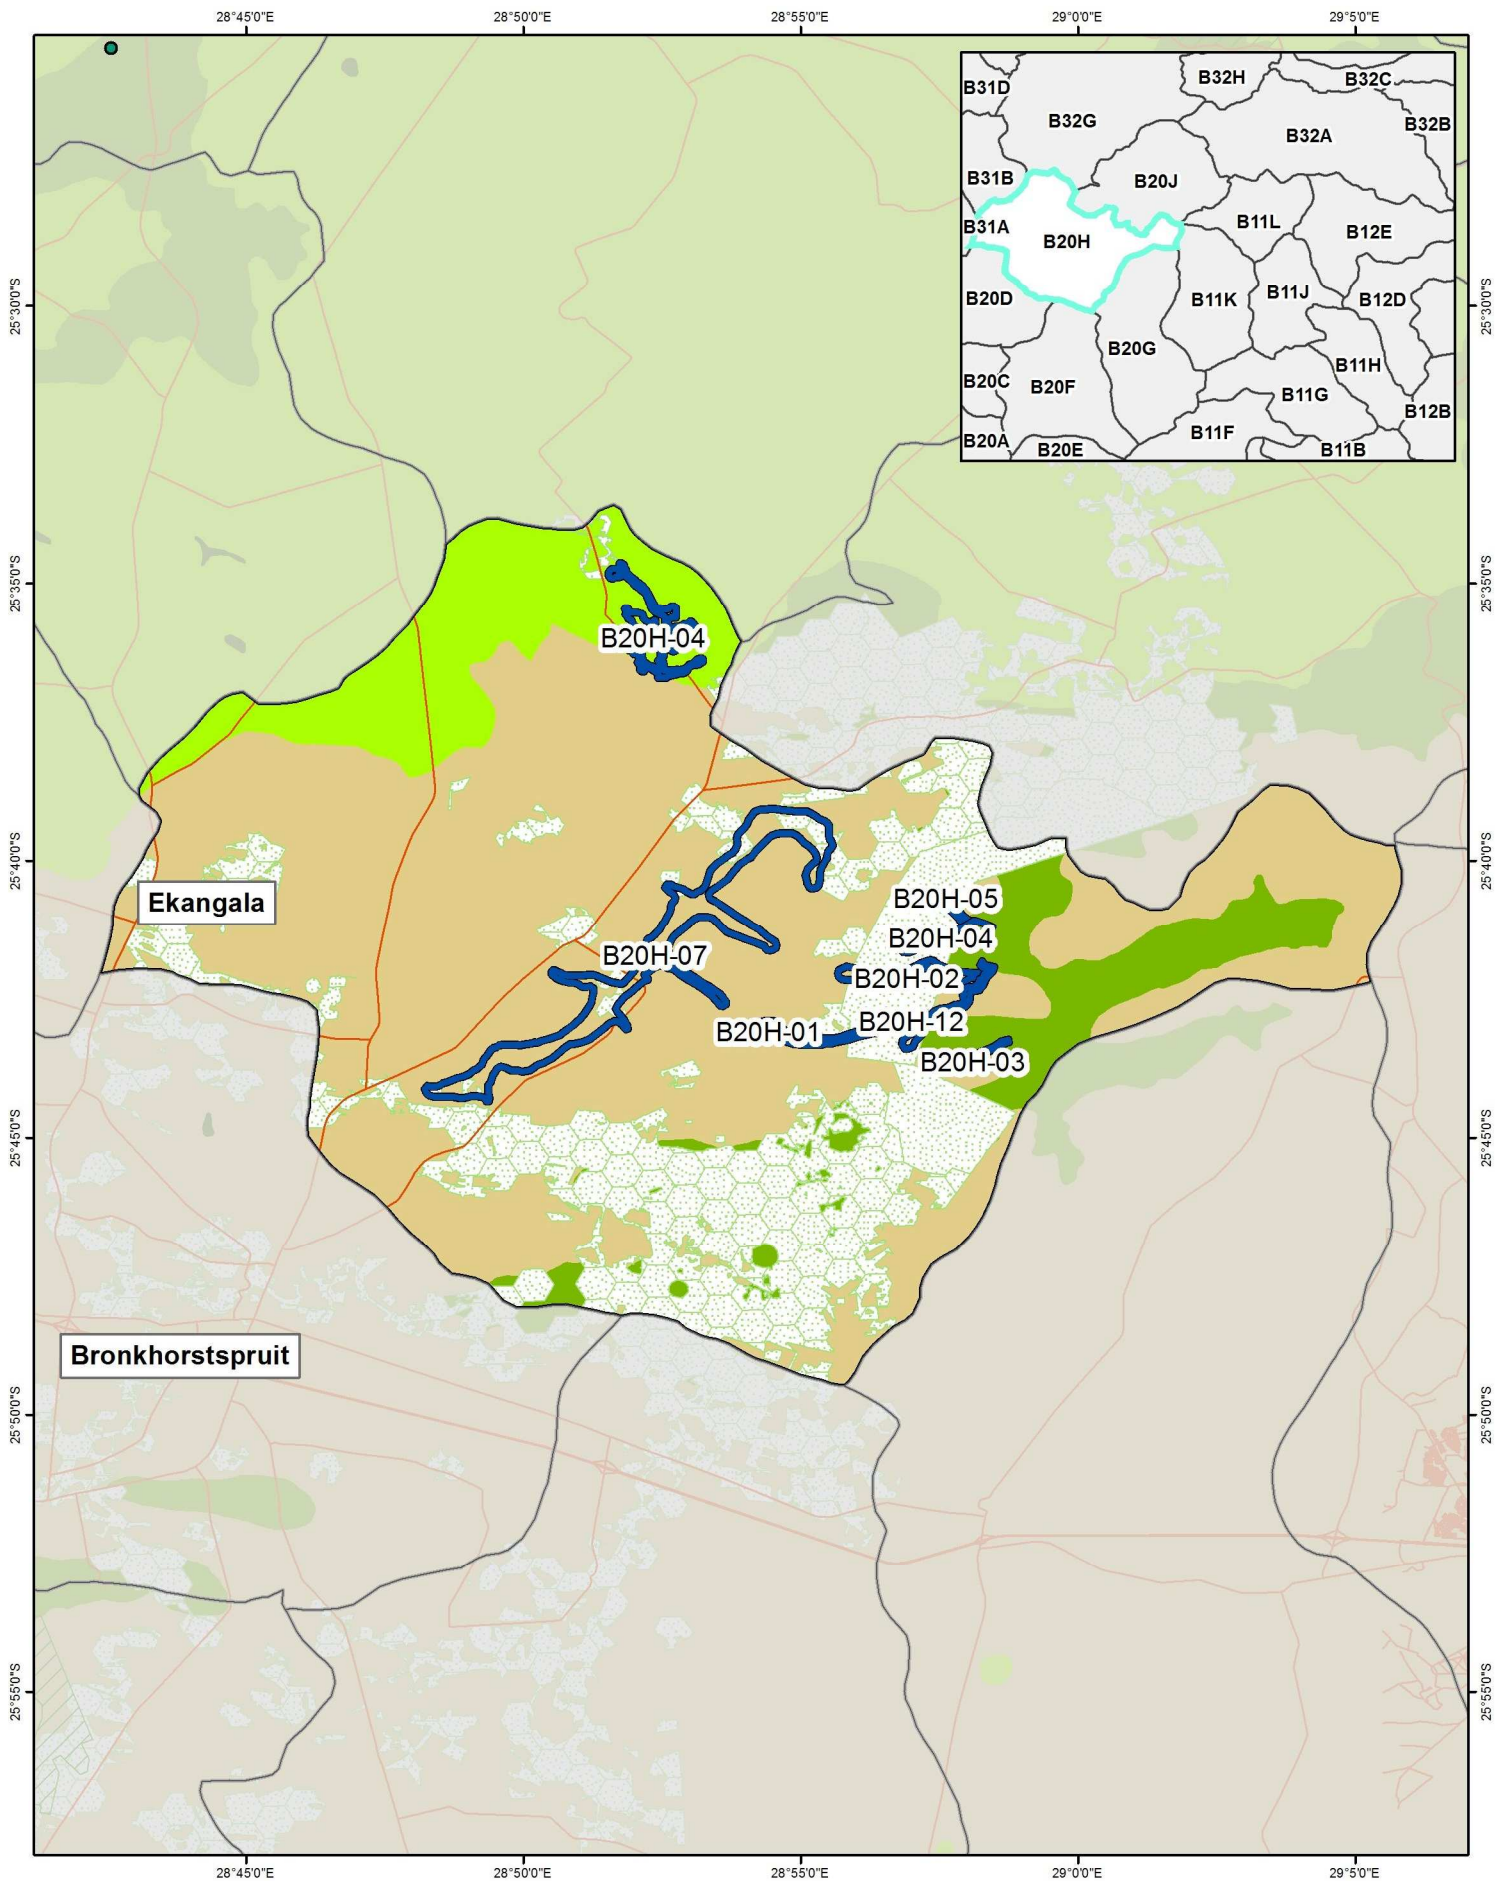 28°45'0"E
28°50'0"E
28°55'0"E
29°0'0"E
29°5'0"E
B31D
B32H
B32C
B32G
B32A
B32B
B31B
B20J
B31A
B20H
B11L
B12E
B20D
B11K
B11J
B12D
B20G
B11H
B20C
B20F
B11G
B12B
B20A
B20E
B11F
B11B
25°30'0"S
25°30'0"S
25°35'0"S
25°35'0"S
B20H-04
25°40'0"S
25°40'0"S
Ekangala
B20H-05
B20H-04
B20H-07
B20H-02
B20H-12
B20H-01
B20H-03
25°45'0"S
25°45'0"S
Bronkhorstspruit
25°50'0"S
25°50'0"S
25°55'0"S
25°55'0"S
28°45'0"E
28°50'0"E
28°55'0"E
29°0'0"E
29°5'0"E